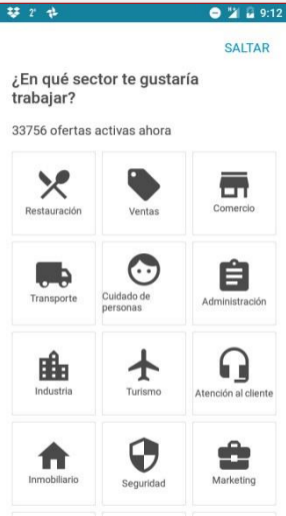 9:12
SALTAR
¿En qué sector te gustaría
trabajar?
33756 ofertas activas ahora
Restauración
Ventas
Comercio
Transporte
Cuidado de
personas
Administración
Industria
Turismo
Atención al cliente
Inmobiliario
Seguridad
Marketing